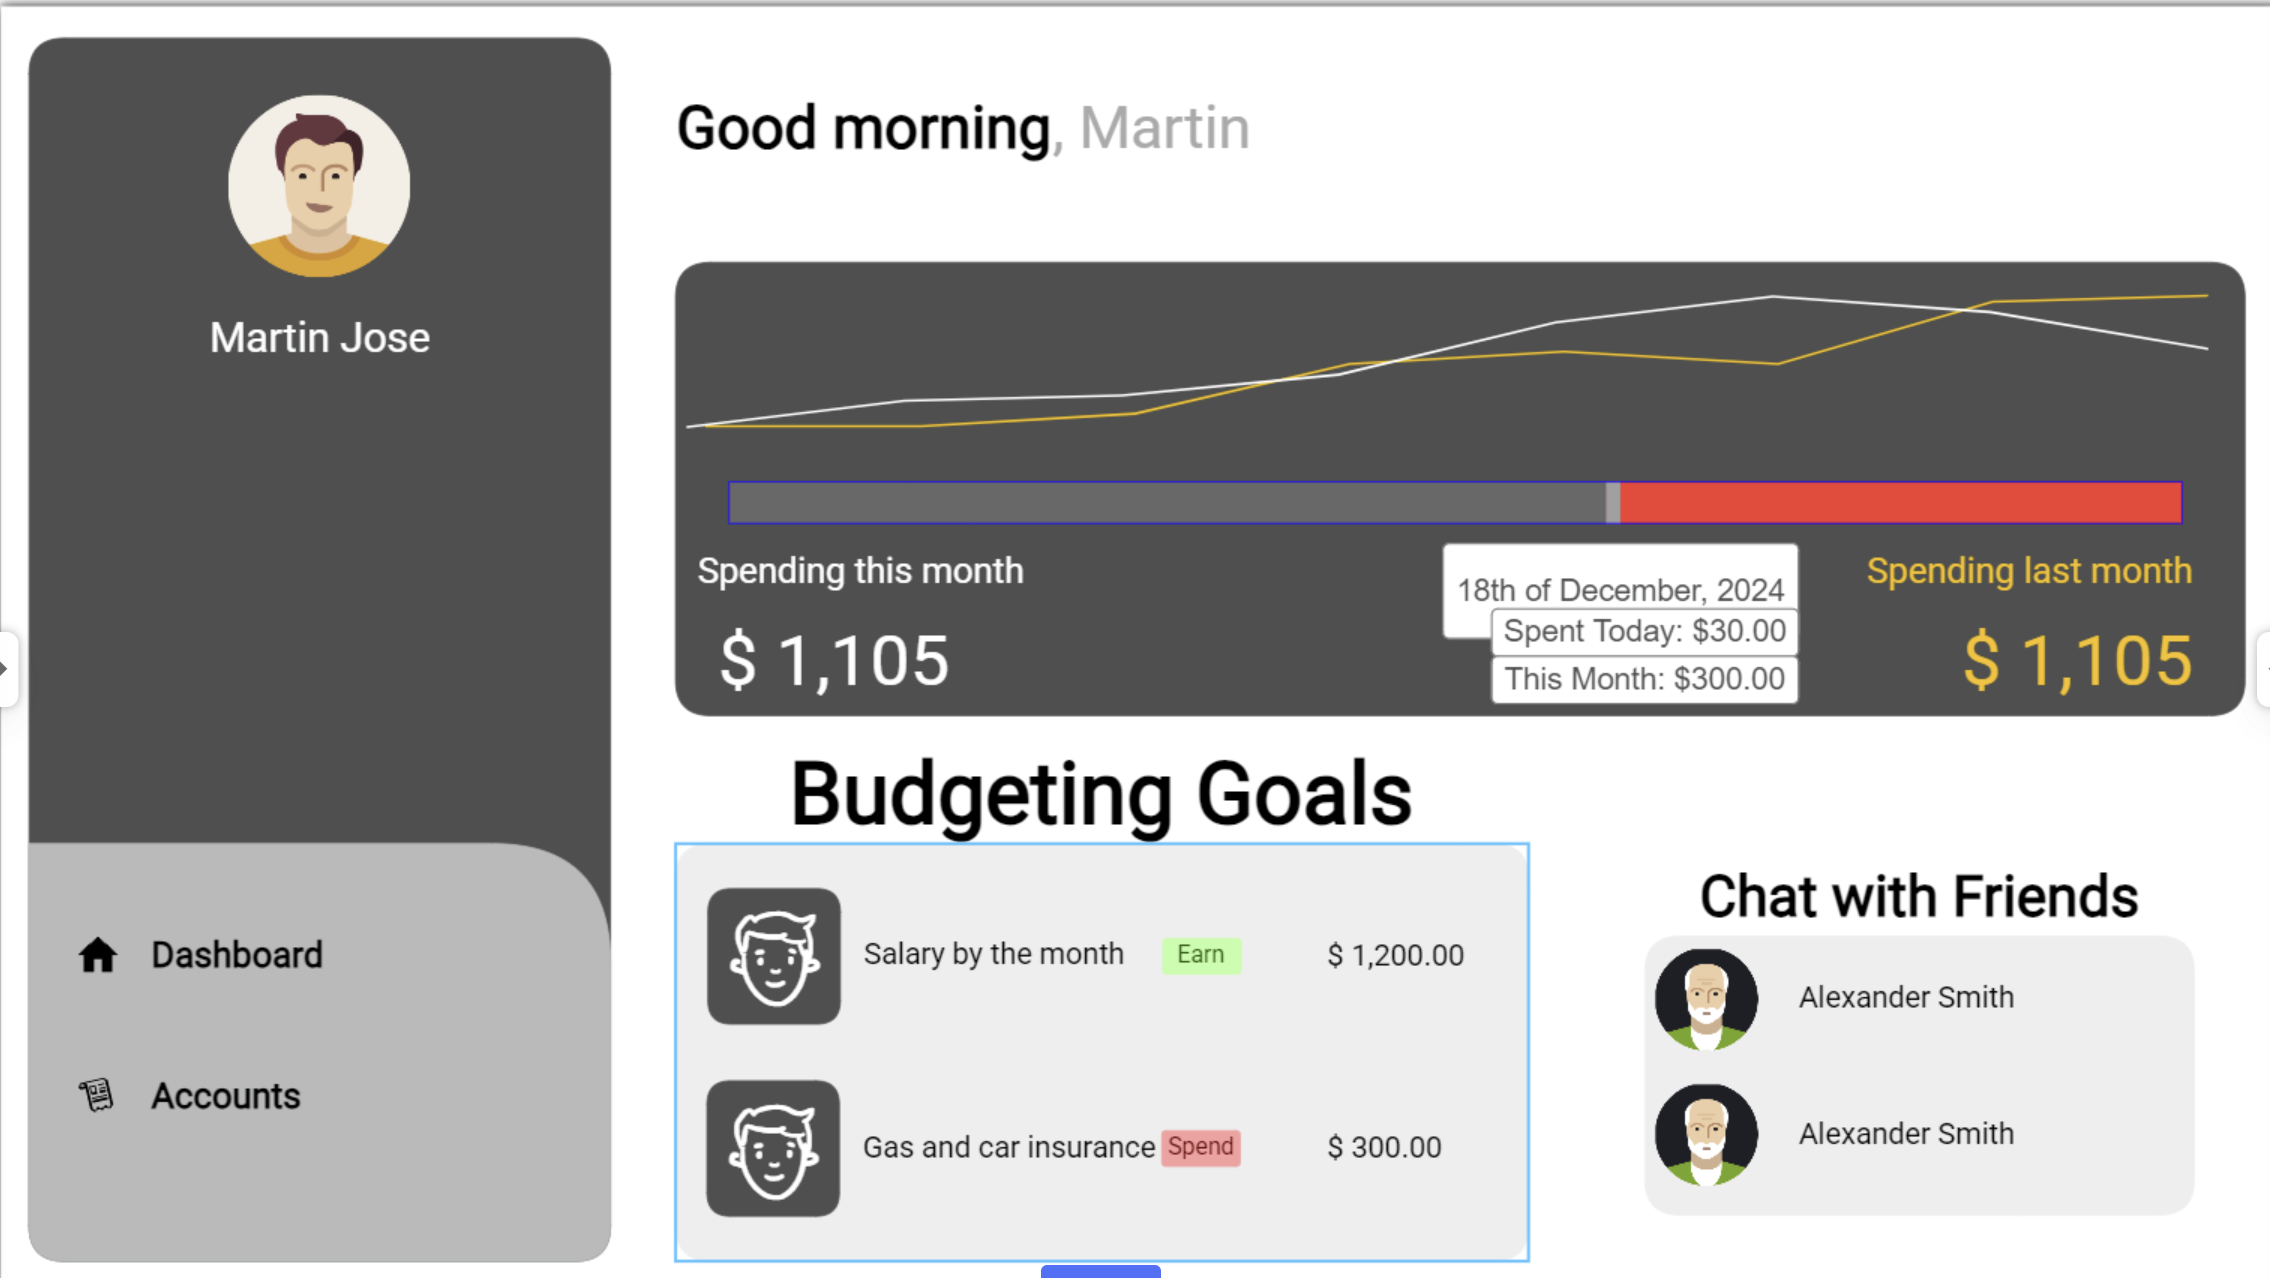 Martin Jose
Dashboard
Accounts
Good morning, Martin
Spending this month
$ 1,105
18th of December, 2024
Spent Today: $30.00
This Month: $300.00
Spending last month
$ 1,105
Budgeting Goals
Salary by the month Earn $ 1,200.00
Gas and car insurance Spend $ 300.00
Chat with Friends
Alexander Smith
Alexander Smith